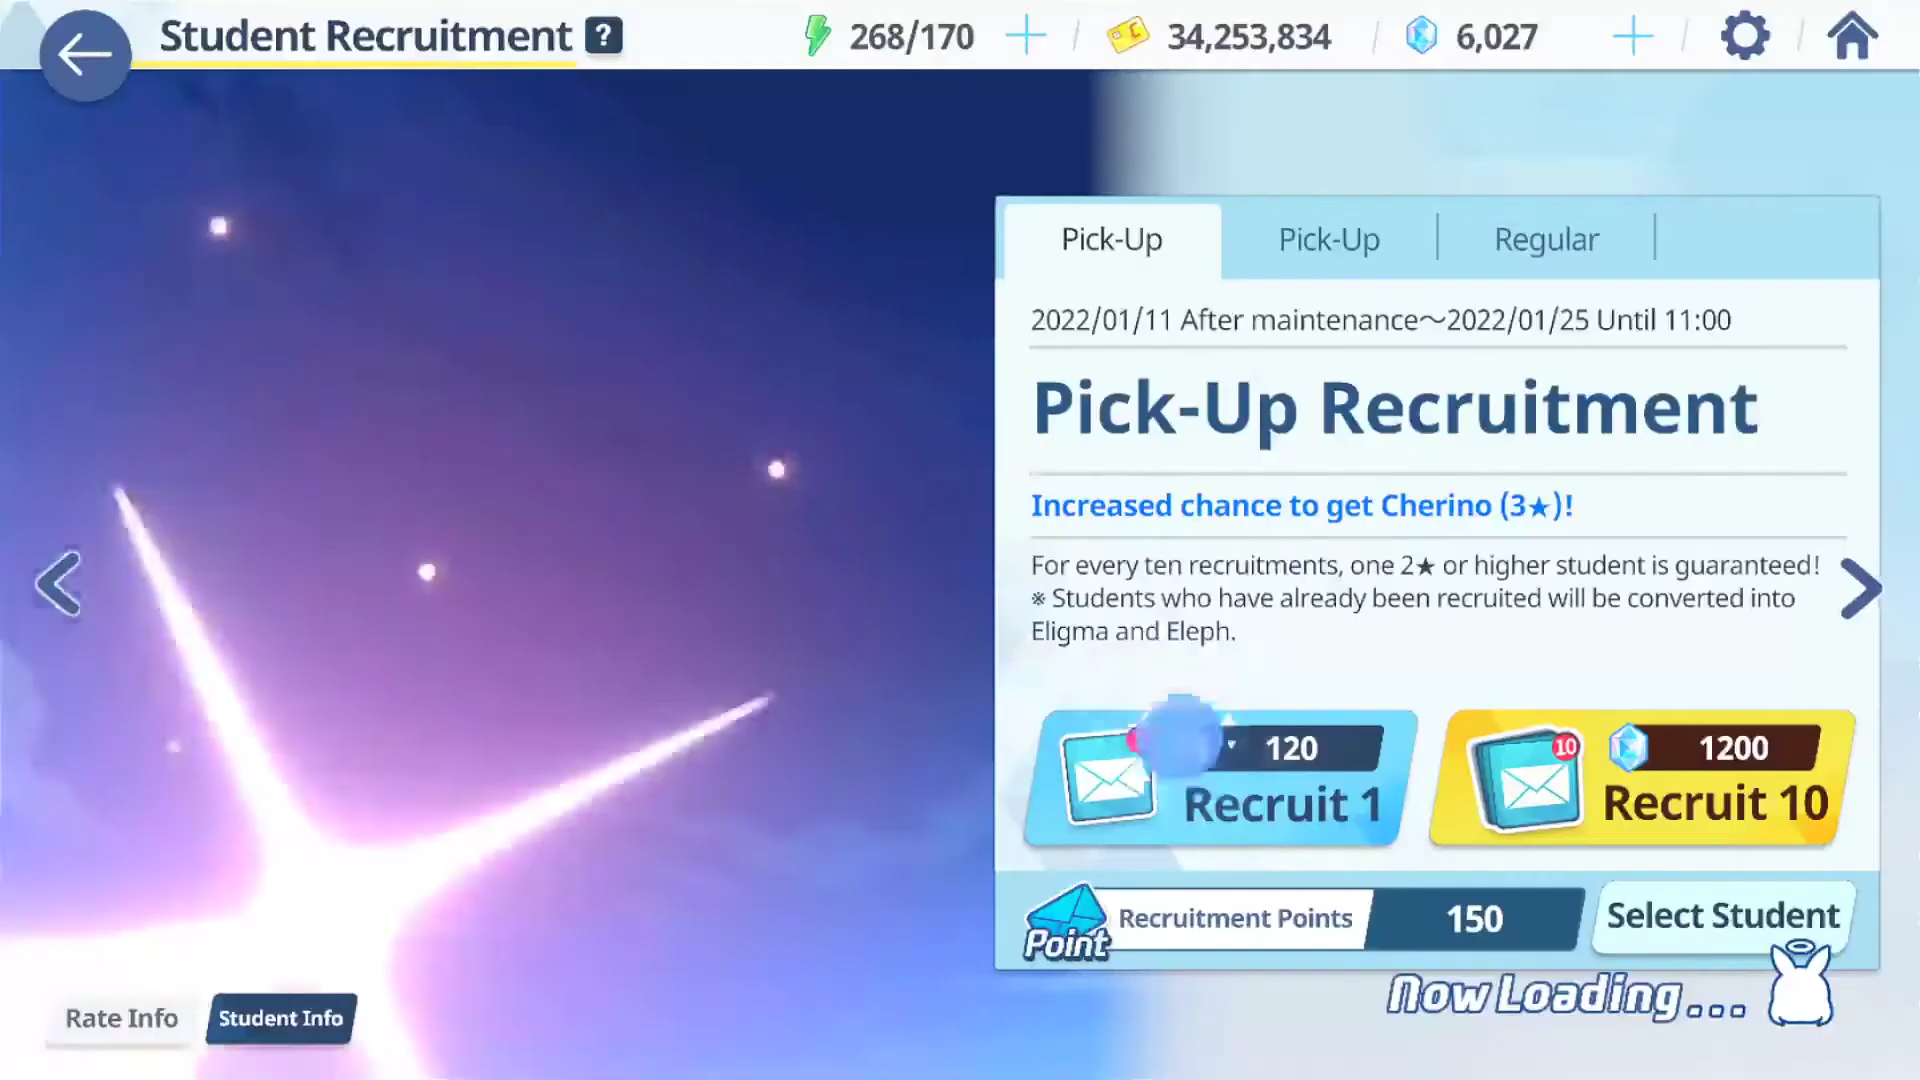 Student Recruitment ?
268/170
34,253,834
6,027
Pick-Up
Pick-Up
Regular
2022/01/11 After maintenance～2022/01/25 Until 11:00
Pick-Up Recruitment
Increased chance to get Cherino (3★)!
For every ten recruitments, one 2★ or higher student is guaranteed!
※ Students who have already been recruited will be converted into
Eligma and Eleph.
120
Recruit 1
10
1200
Recruit 10
Point
Recruitment Points
150
Select Student
Now Loading...
Rate Info
Student Info